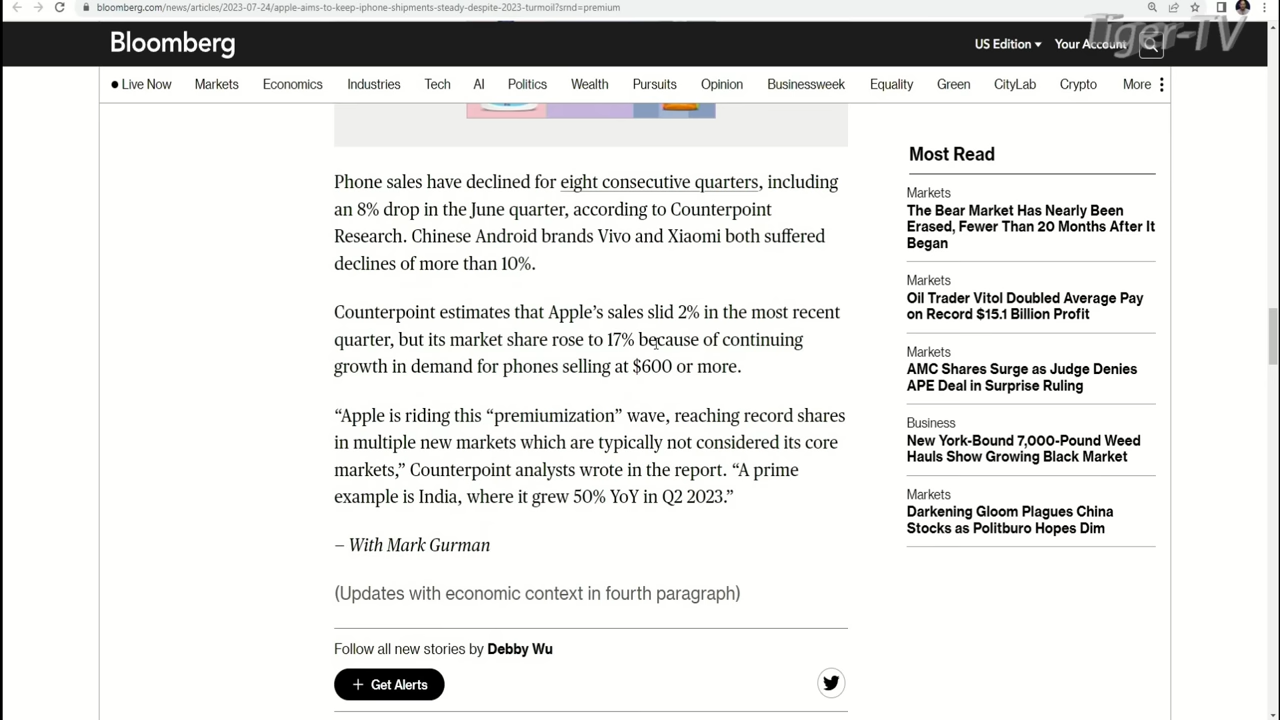 bloomberg.com/news/articles/2023-07-24/apple-aims-to-keep-iphone-shipments-steady-despite-2023-turmoil?srnd=premium
Tiger-TV
Bloomberg
US Edition
Your Account
Live Now
Markets
Economics
Industries
Tech
AI
Politics
Wealth
Pursuits
Opinion
Businessweek
Equality
Green
CityLab
Crypto
More
Phone sales have declined for eight consecutive quarters, including
an 8% drop in the June quarter, according to Counterpoint
Research. Chinese Android brands Vivo and Xiaomi both suffered
declines of more than 10%.
Counterpoint estimates that Apple’s sales slid 2% in the most recent
quarter, but its market share rose to 17% because of continuing
growth in demand for phones selling at $600 or more.
“Apple is riding this “premiumization” wave, reaching record shares
in multiple new markets which are typically not considered its core
markets,” Counterpoint analysts wrote in the report. “A prime
example is India, where it grew 50% YoY in Q2 2023.”
– With Mark Gurman
(Updates with economic context in fourth paragraph)
Follow all new stories by Debby Wu
+ Get Alerts
Most Read
Markets
The Bear Market Has Nearly Been
Erased, Fewer Than 20 Months After It
Began
Markets
Oil Trader Vitol Doubled Average Pay
on Record $15.1 Billion Profit
Markets
AMC Shares Surge as Judge Denies
APE Deal in Surprise Ruling
Business
New York-Bound 7,000-Pound Weed
Hauls Show Growing Black Market
Markets
Darkening Gloom Plagues China
Stocks as Politburo Hopes Dim